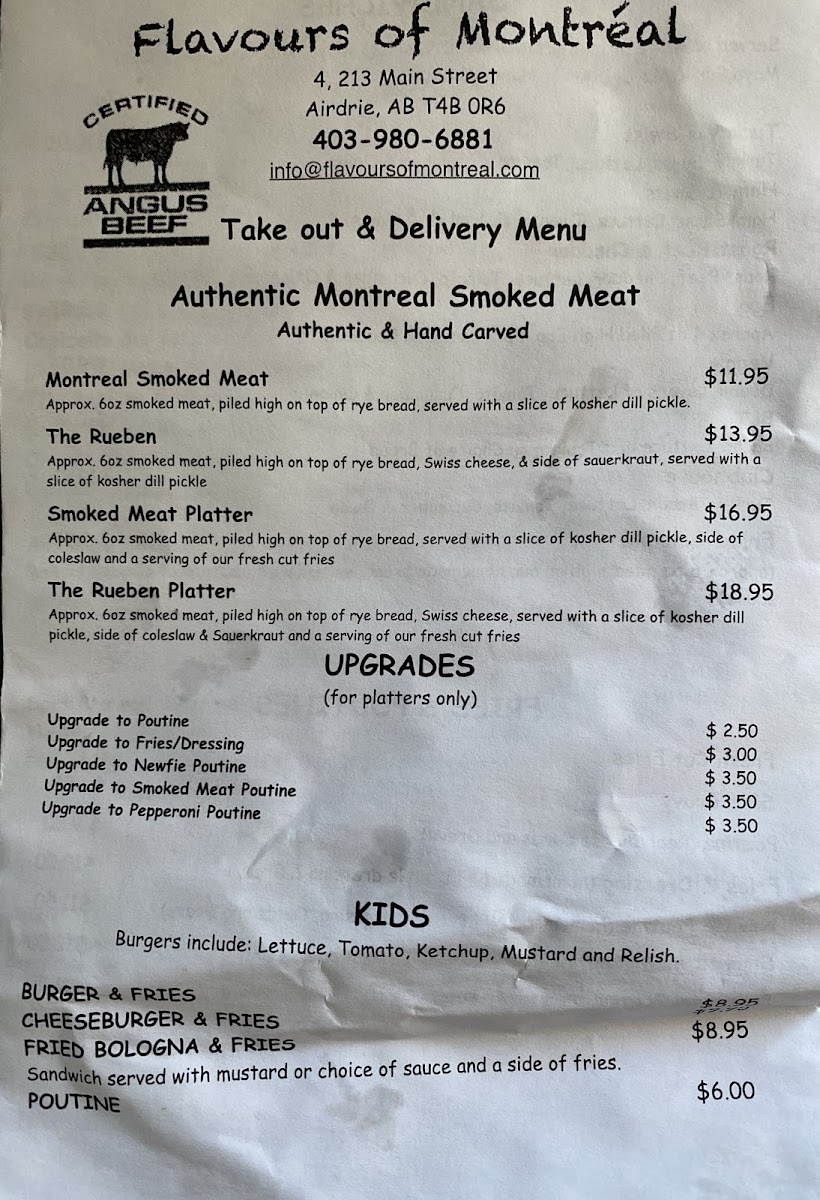 Flavours of Montréal
4, 213 Main Street
Airdrie, AB T4B 0R6
403-980-6881
info@flavoursofmontreal.com
CERTIFIED
ANGUS
BEEF
Take out & Delivery Menu
Authentic Montreal Smoked Meat
Authentic & Hand Carved
Montreal Smoked Meat $11.95
Approx. 6oz smoked meat, piled high on top of rye bread, served with a slice of kosher dill pickle.
The Rueben $13.95
Approx. 6oz smoked meat, piled high on top of rye bread, Swiss cheese, & side of sauerkraut, served with a
slice of kosher dill pickle
Smoked Meat Platter $16.95
Approx. 6oz smoked meat, piled high on top of rye bread, served with a slice of kosher dill pickle, side of
coleslaw and a serving of our fresh cut fries
The Rueben Platter $18.95
Approx. 6oz smoked meat, piled high on top of rye bread, Swiss cheese, served with a slice of kosher dill
pickle, side of coleslaw & Sauerkraut and a serving of our fresh cut fries
UPGRADES
(for platters only)
Upgrade to Poutine $ 2.50
Upgrade to Fries/Dressing $ 3.00
Upgrade to Newfie Poutine $ 3.50
Upgrade to Smoked Meat Poutine $ 3.50
Upgrade to Pepperoni Poutine $ 3.50
KIDS
Burgers include: Lettuce, Tomato, Ketchup, Mustard and Relish.
BURGER & FRIES
CHEESEBURGER & FRIES $8.95
FRIED BOLOGNA & FRIES $8.95
Sandwich served with mustard or choice of sauce and a side of fries.
POUTINE $6.00